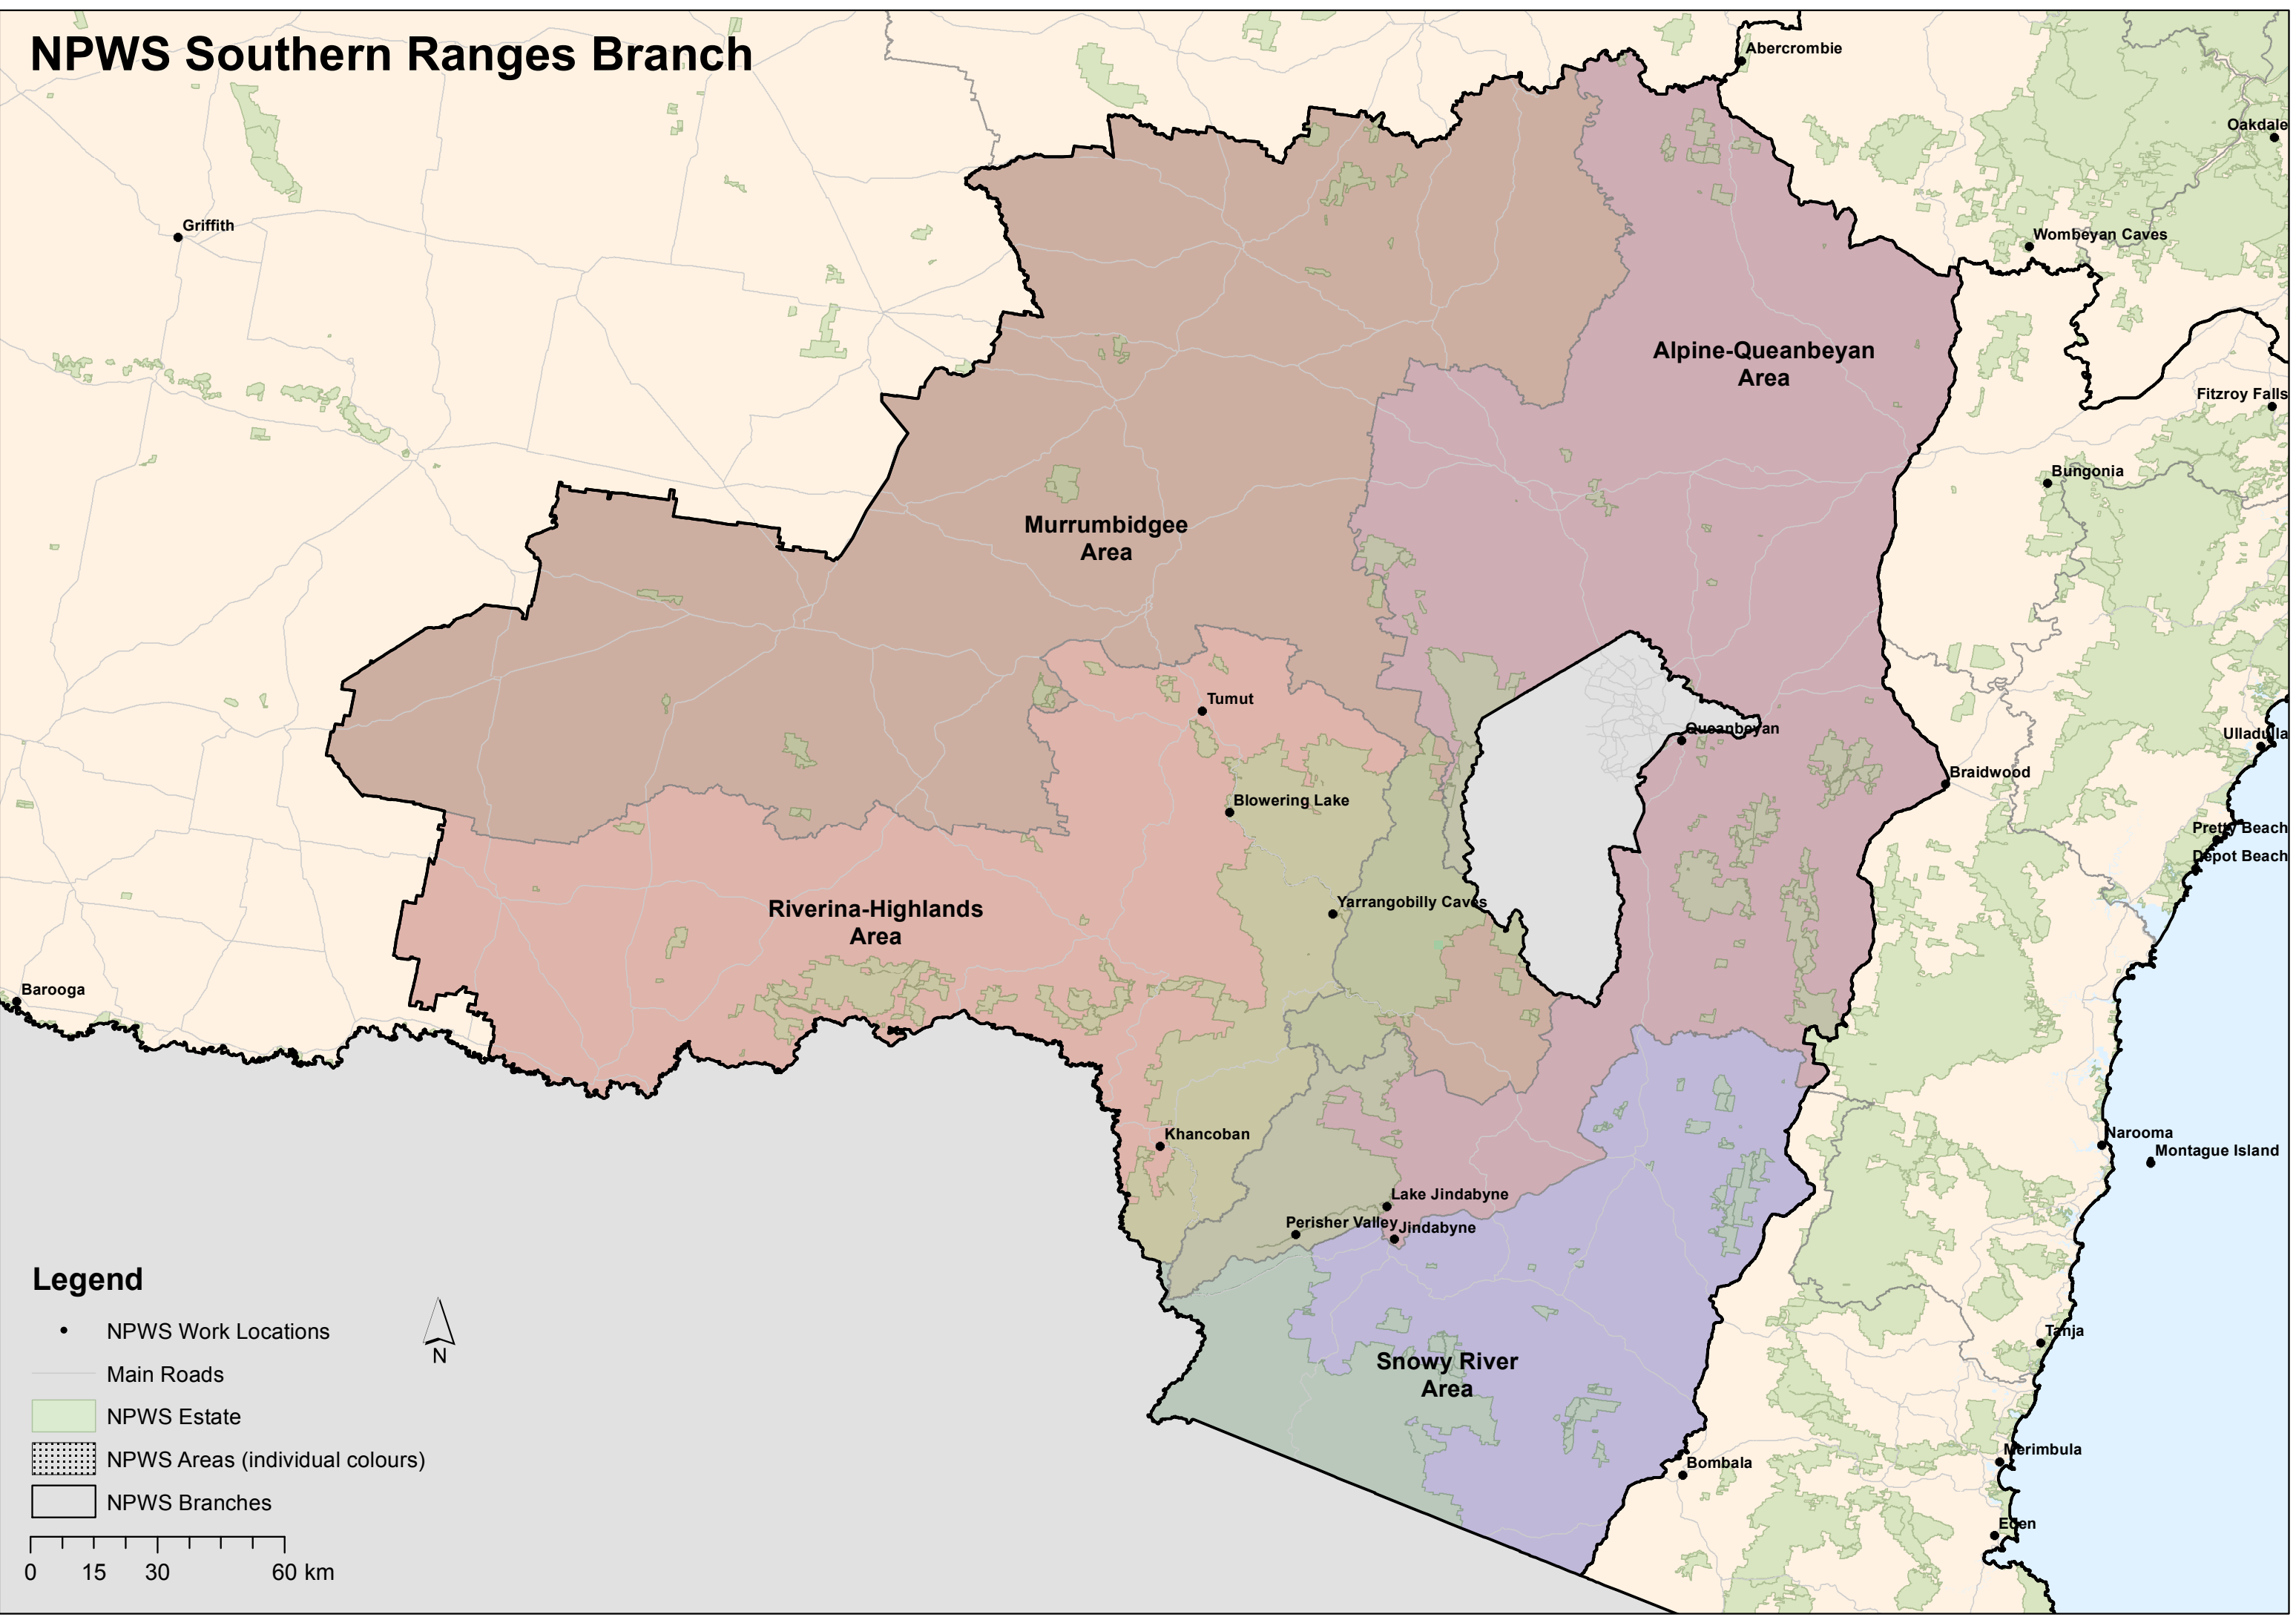 NPWS Southern Ranges Branch
Abercrombie
Oakdale
Griffith
Wombeyan Caves
Alpine-Queanbeyan
Area
Fitzroy Falls
Bungonia
Murrumbidgee
Area
Tumut
Queanbeyan
Ulladulla
Braidwood
Blowering Lake
Pretty Beach
Depot Beach
Yarrangobilly Caves
Riverina-Highlands
Area
Barooga
Khancoban
Narooma
Montague Island
Lake Jindabyne
Perisher Valley
Jindabyne
Tanja
Snowy River
Area
Merimbula
Bombala
Eden
Legend
NPWS Work Locations
Main Roads
NPWS Estate
NPWS Areas (individual colours)
NPWS Branches
N
0 15 30 60 km